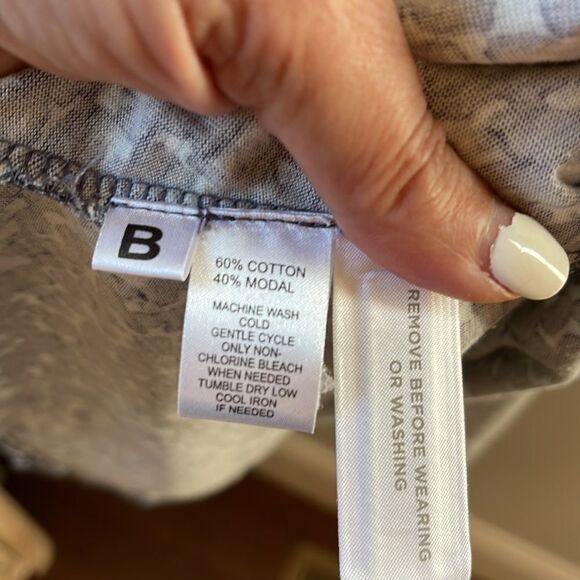 B
60% COTTON
40% MODAL
MACHINE WASH
COLD
GENTLE CYCLE
ONLY NON-
CHLORINE BLEACH
WHEN NEEDED
TUMBLE DRY LOW
COOL IRON
IF NEEDED
REMOVE BEFORE WEARING
OR WASHING